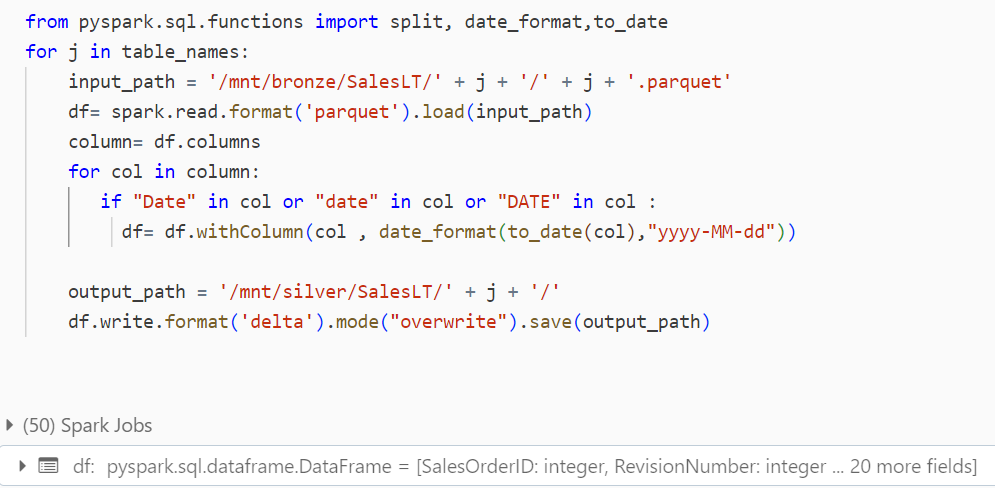 from pyspark.sql.functions import split, date_format,to_date
for j in table_names:
    input_path = '/mnt/bronze/SalesLT/' + j + '/' + j + '.parquet'
    df= spark.read.format('parquet').load(input_path)
    column= df.columns
    for col in column:
       if "Date" in col or "date" in col or "DATE" in col :
         df= df.withColumn(col , date_format(to_date(col),"yyyy-MM-dd"))
    output_path = '/mnt/silver/SalesLT/' + j + '/'
    df.write.format('delta').mode("overwrite").save(output_path)
(50) Spark Jobs
df: pyspark.sql.dataframe.DataFrame = [SalesOrderID: integer, RevisionNumber: integer ... 20 more fields]